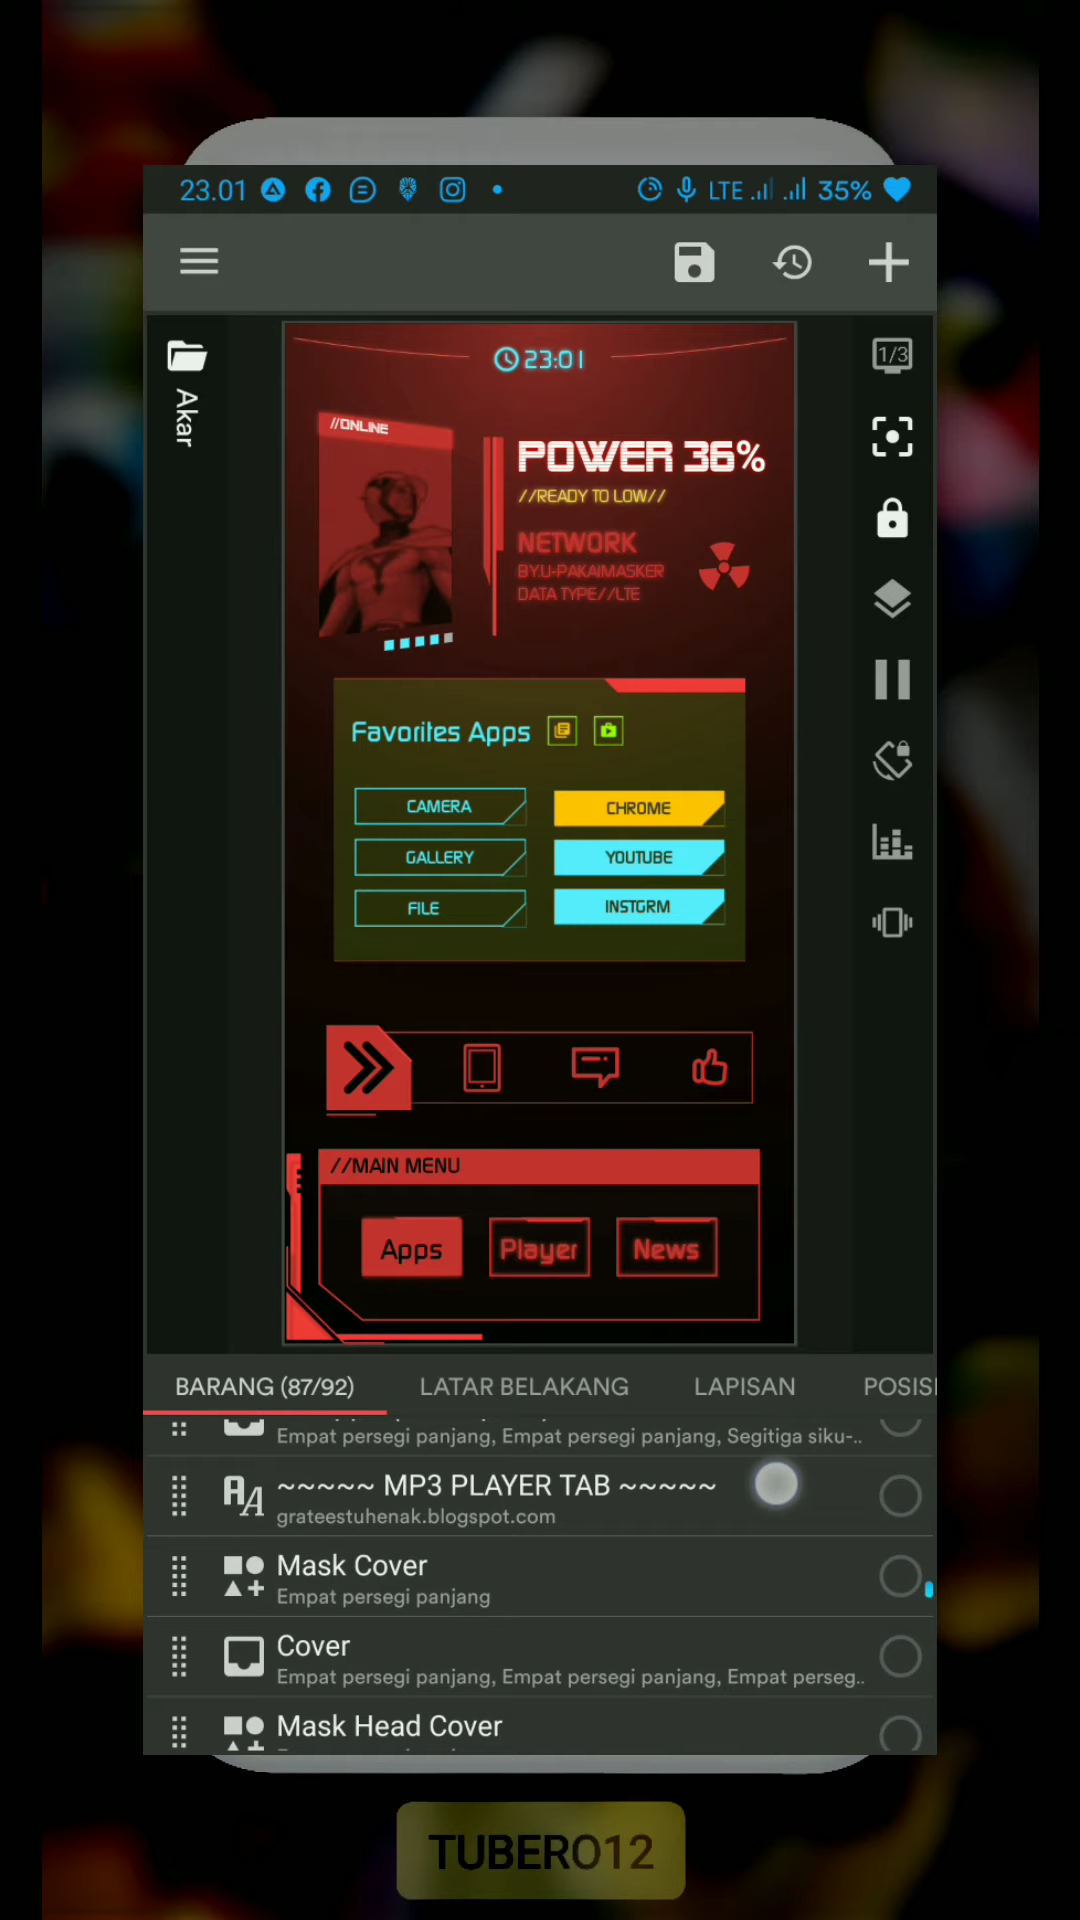 23.01 LTE 35%
Akar
1/3
23:01
//ONLINE
POWER 36%
//READY TO LOW//
NETWORK
BY.U-PAKAIMASKER
DATA TYPE//LTE
Favorites Apps
CAMERA CHROME
GALLERY YOUTUBE
FILE INSTGRM
//MAIN MENU
Apps Player News
BARANG (87/92) LATAR BELAKANG LAPISAN POSISI
Empat persegi panjang, Empat persegi panjang, Segitiga siku-..
~~~~~ MP3 PLAYER TAB ~~~~~
grateestuhenak.blogspot.com
Mask Cover
Empat persegi panjang
Cover
Empat persegi panjang, Empat persegi panjang, Empat perseg..
Mask Head Cover
TUBERO12